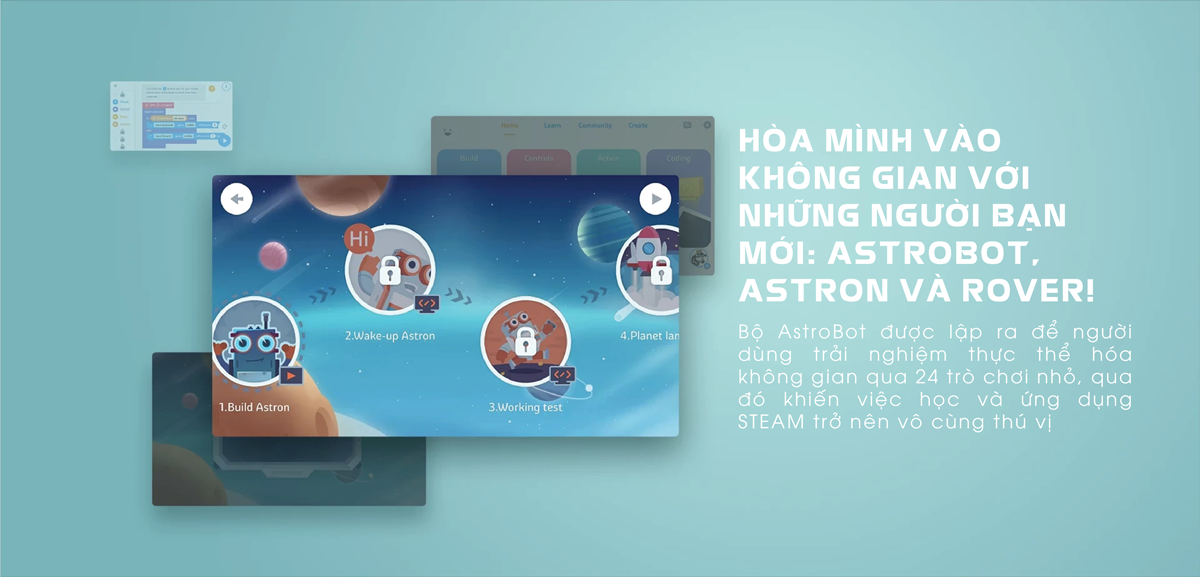 Home Learn Community Create
Build Controls Action Coding
Hi
2.Wake-up Astron
4.Planet lan
1.Build Astron
3.Working test
HÒA MÌNH VÀO
KHÔNG GIAN VỚI
NHỮNG NGƯỜI BẠN
MỚI: ASTROBOT,
ASTRON VÀ ROVER!
Bộ AstroBot được lập ra để người
dùng trải nghiệm thực thể hóa
không gian qua 24 trò chơi nhỏ, qua
đó khiến việc học và ứng dụng
STEAM trở nên vô cùng thú vị